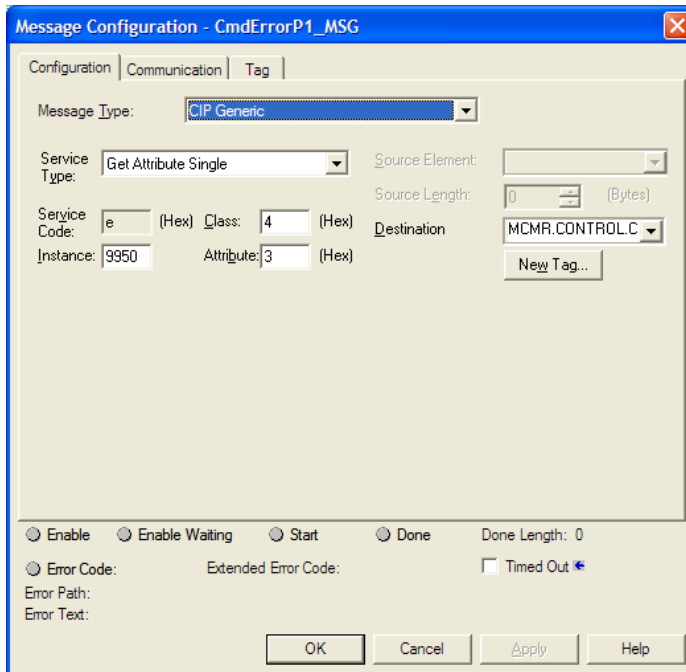 Message Configuration - CmdErrorP1_MSG
Configuration Communication Tag
Message Type: CIP Generic
Service Type: Get Attribute Single
Source Element:
Source Length: 0 (Bytes)
Service Code: e (Hex) Class: 4 (Hex)
Destination MCMR.CONTROL.C
Instance: 9950 Attribute: 3 (Hex)
New Tag...
Enable Enable Waiting Start Done Done Length: 0
Error Code: Extended Error Code: Timed Out
Error Path:
Error Text:
OK Cancel Apply Help